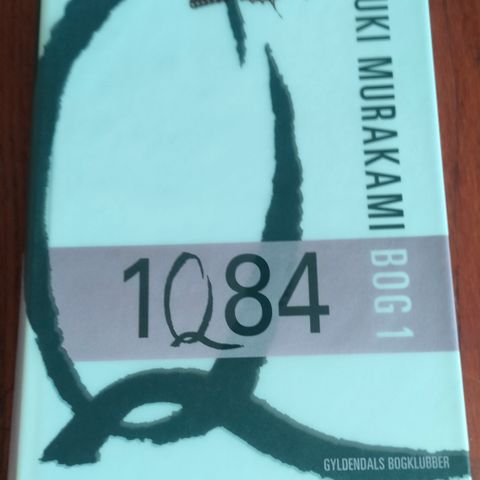 UKI MURAKAMI BOG 1
1Q84
GYLDENDALS BOGKLUBBER